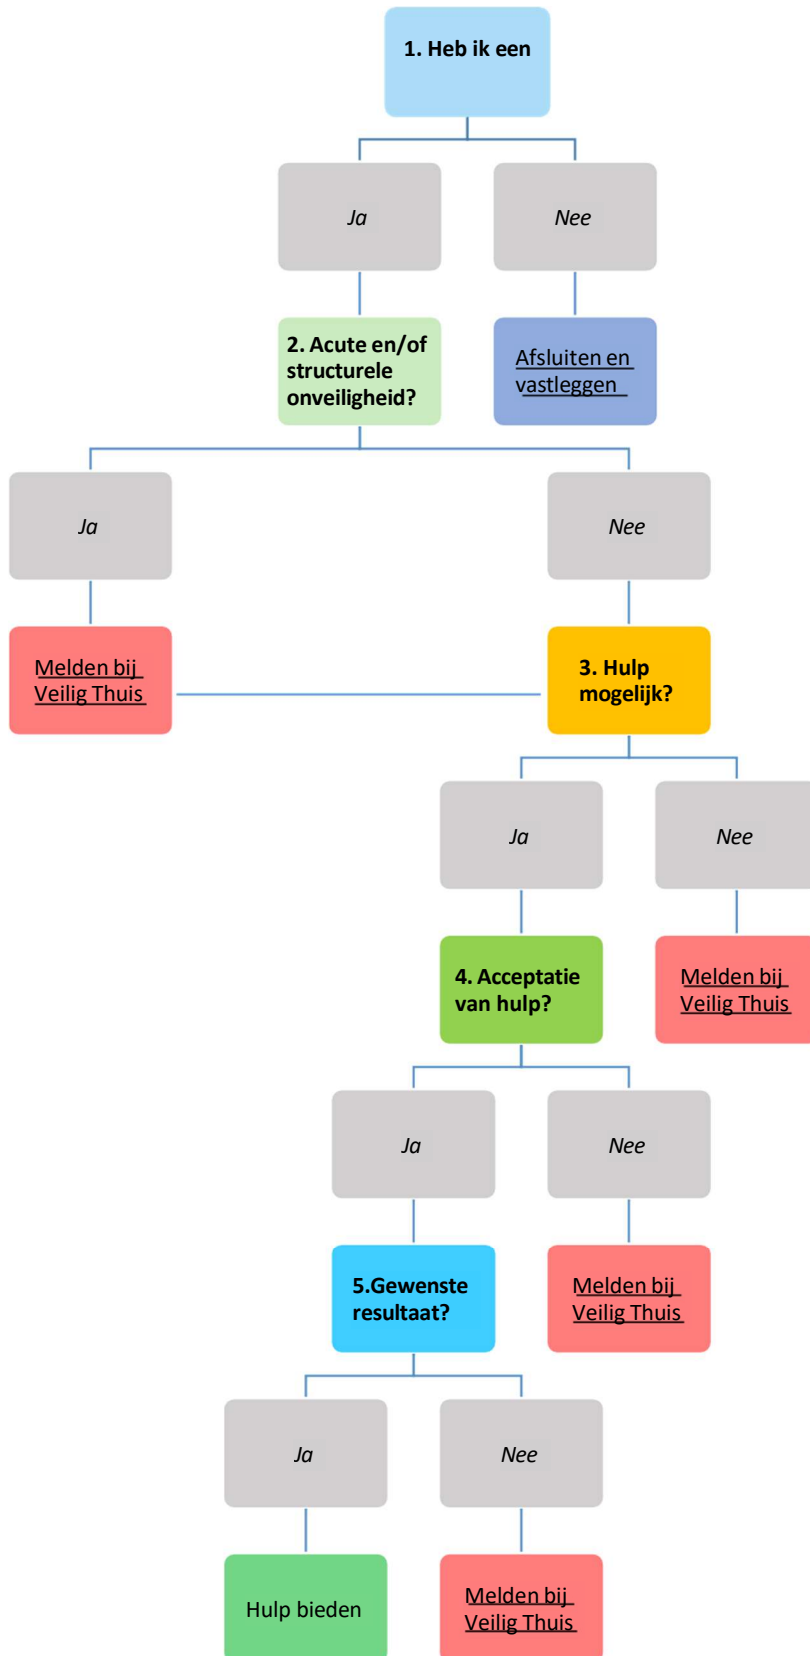 1. Heb ik een
Ja
Nee
2. Acute en/of
structurele
onveiligheid?
Afsluiten en
vastleggen
Ja
Nee
Melden bij
Veilig Thuis
3. Hulp
mogelijk?
Ja
Nee
4. Acceptatie
van hulp?
Melden bij
Veilig Thuis
Ja
Nee
5.Gewenste
resultaat?
Melden bij
Veilig Thuis
Ja
Nee
Hulp bieden
Melden bij
Veilig Thuis